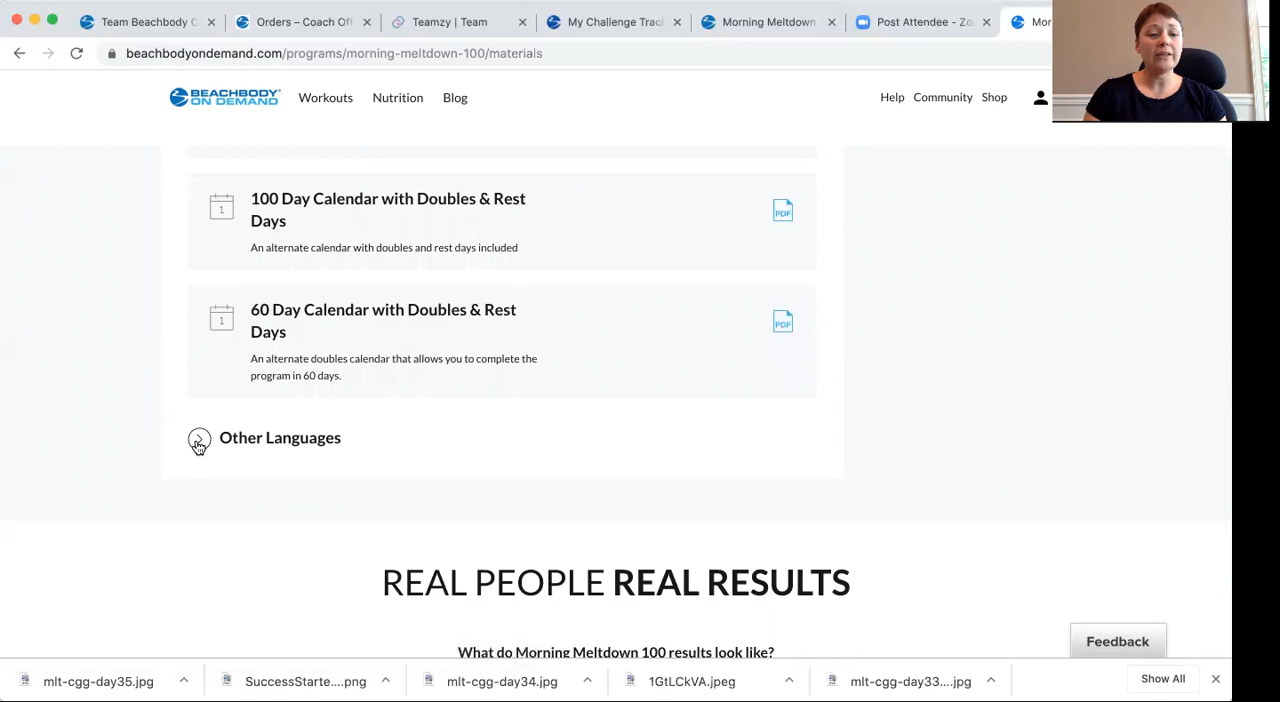 Team Beachbody C
Orders – Coach Off
Teamzy | Team
My Challenge Trac
Morning Meltdown
Post Attendee - Zo
Mor
beachbodyondemand.com/programs/morning-meltdown-100/materials
BEACHBODY
ON DEMAND
Workouts
Nutrition
Blog
Help
Community
Shop
1
100 Day Calendar with Doubles & Rest
Days
An alternate calendar with doubles and rest days included
PDF
1
60 Day Calendar with Doubles & Rest
Days
An alternate doubles calendar that allows you to complete the
program in 60 days.
PDF
Other Languages
REAL PEOPLE REAL RESULTS
What do Morning Meltdown 100 results look like?
Feedback
mlt-cgg-day35.jpg
SuccessStarte....png
mlt-cgg-day34.jpg
1GtLCkVA.jpeg
mlt-cgg-day33....jpg
Show All